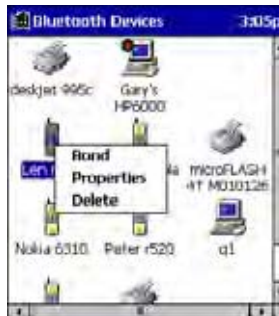 Bluetooth Devices 3:05p
deskjet 995c Gary's
HP6000
Len
microFLASH
4T M010126
Bond
Properties
Delete
Nokia 6310 Peter r520 q1